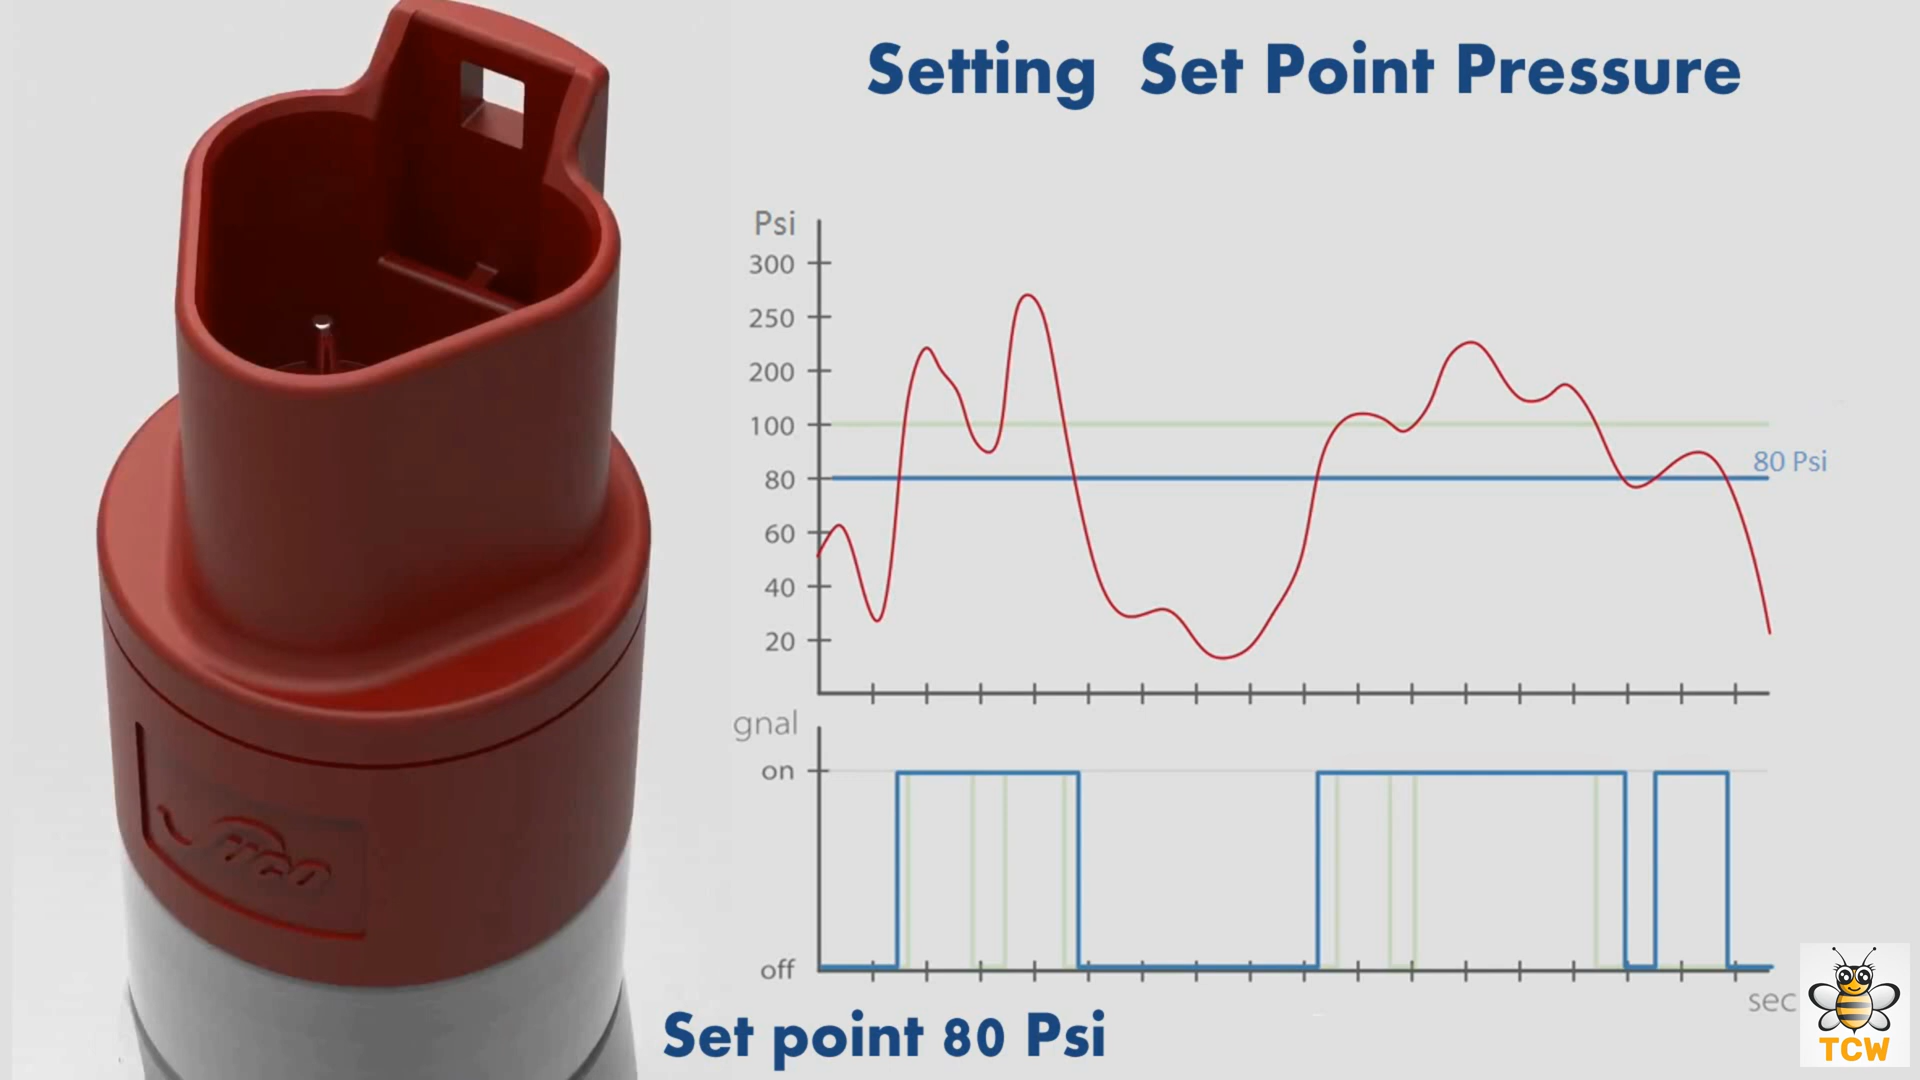 Setting Set Point Pressure
Psi
300
250
200
100
80
60
40
20
80 Psi
gnal
on
off
sec
Set point 80 Psi
TCW